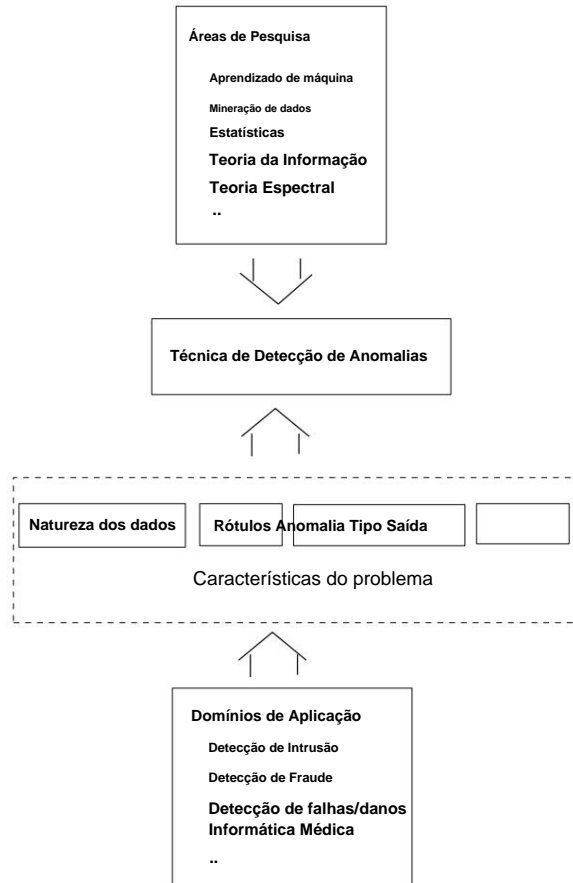 Áreas de Pesquisa
Aprendizado de máquina
Mineração de dados
Estatísticas
Teoria da Informação
Teoria Espectral
..
Técnica de Detecção de Anomalias
Natureza dos dados Rótulos Anomalia Tipo Saída
Características do problema
Domínios de Aplicação
Detecção de Intrusão
Detecção de Fraude
Detecção de falhas/danos
Informática Médica
..